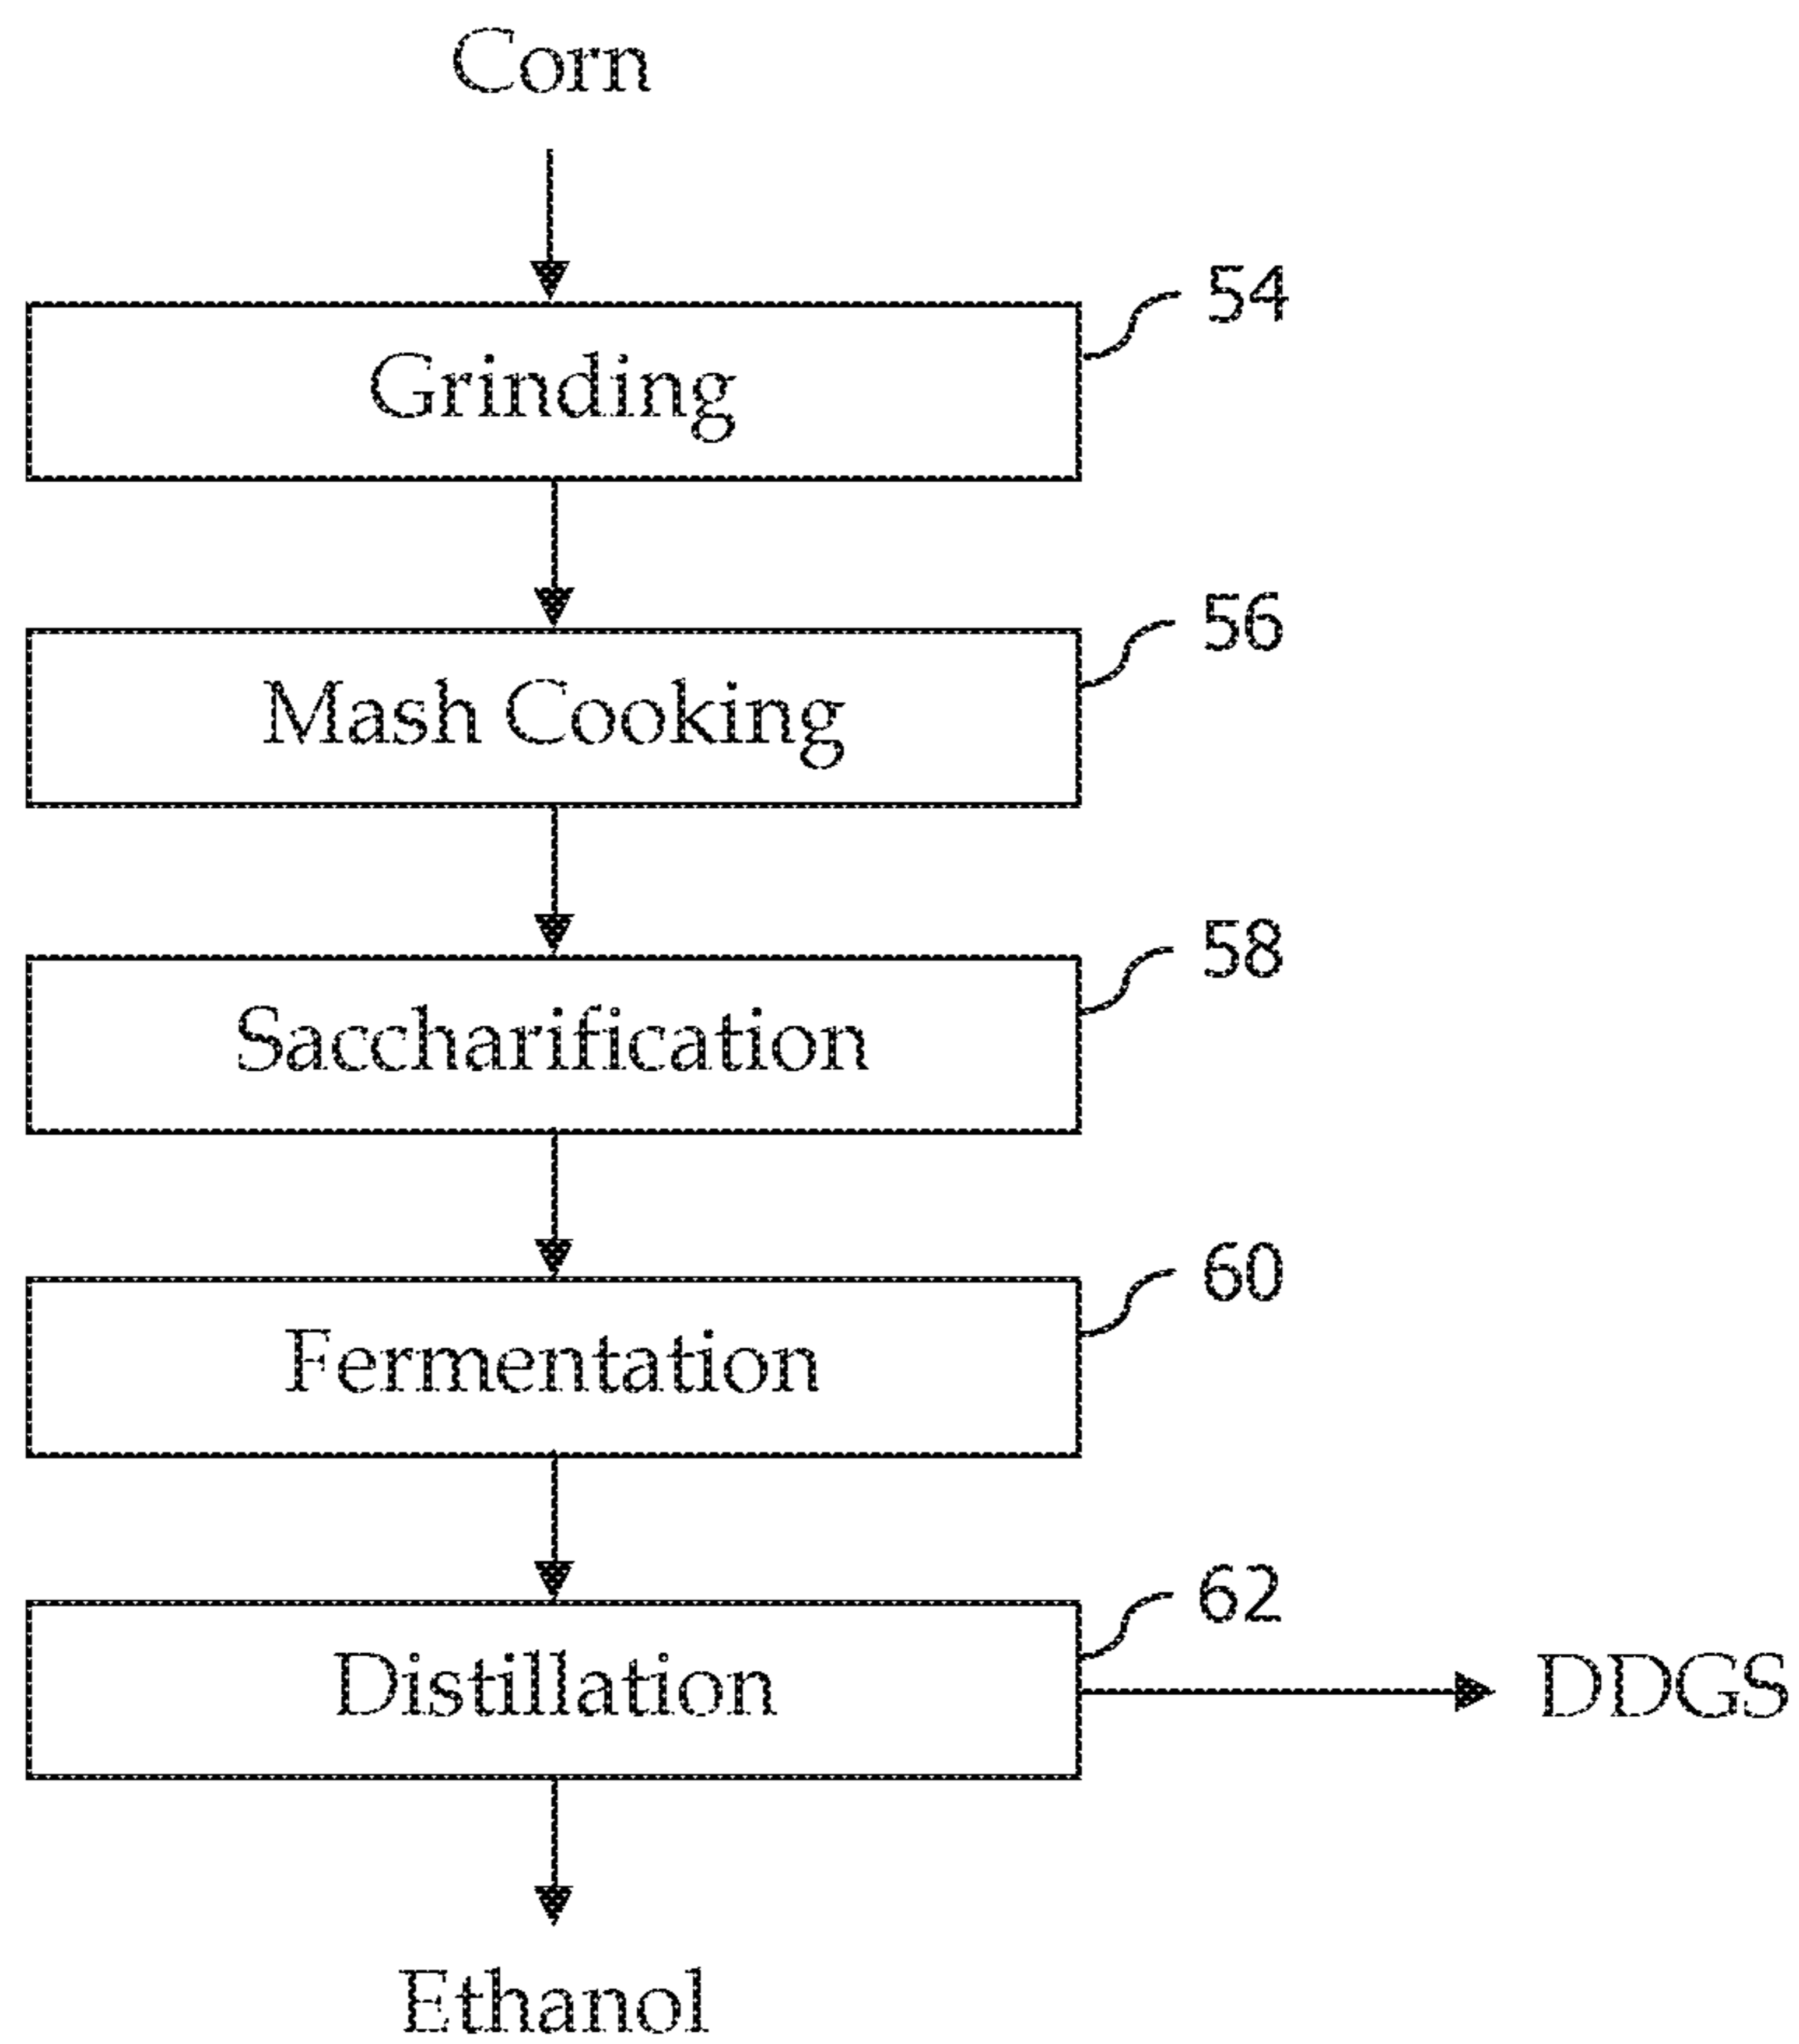 Corn
54
Grinding
56
Mash Cooking
58
Saccharification
60
Fermentation
62
Distillation
DDGS
Ethanol